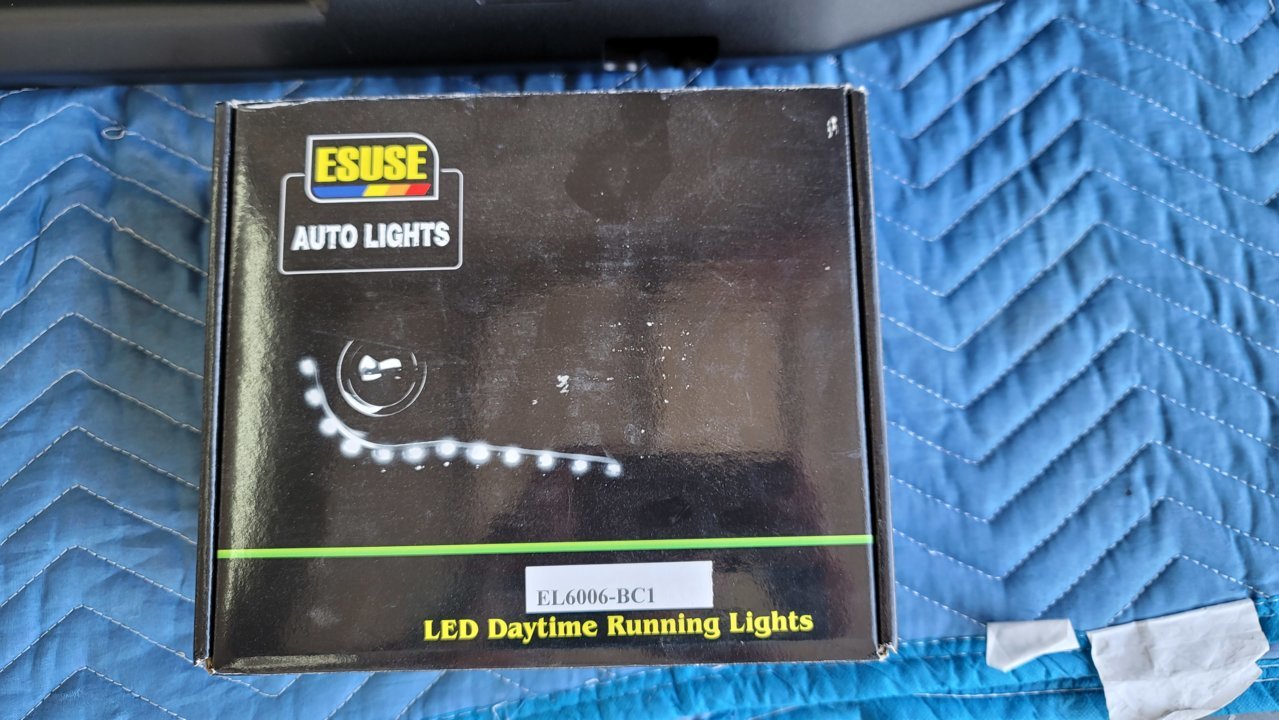 ESUSE
AUTO LIGHTS
EL6006-BC1
LED Daytime Running Lights